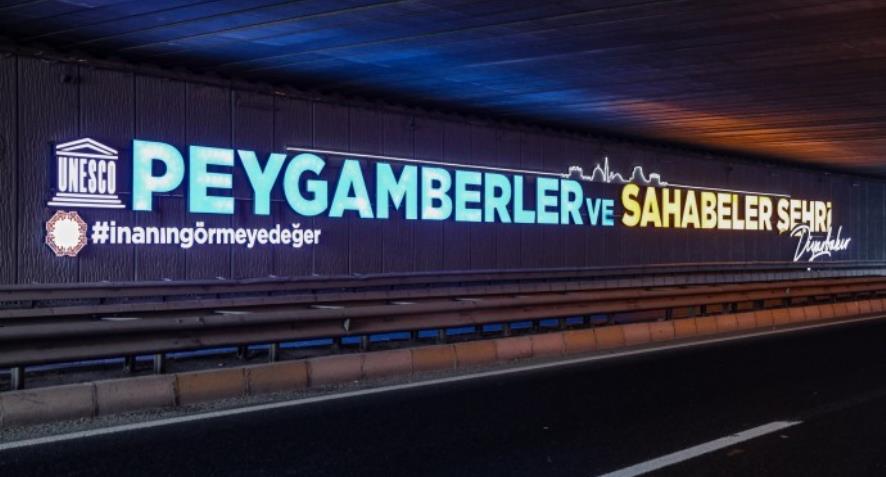 UNESCO
PEYGAMBERLER VE SAHABELER ŞEHRİ
Diyarbakır
#inanıngörmeyedeğer